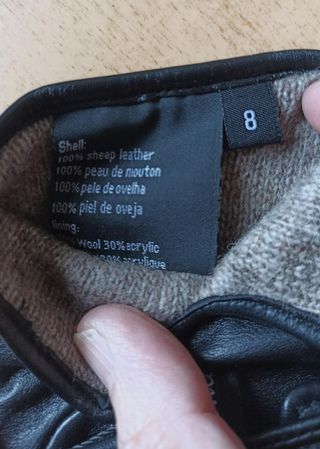 Shell:
100% sheep leather
100% peau de mouton
100% pele de ovelha
100% piel de oveja
lining:
Wool 30% acrylic
acrylique
8